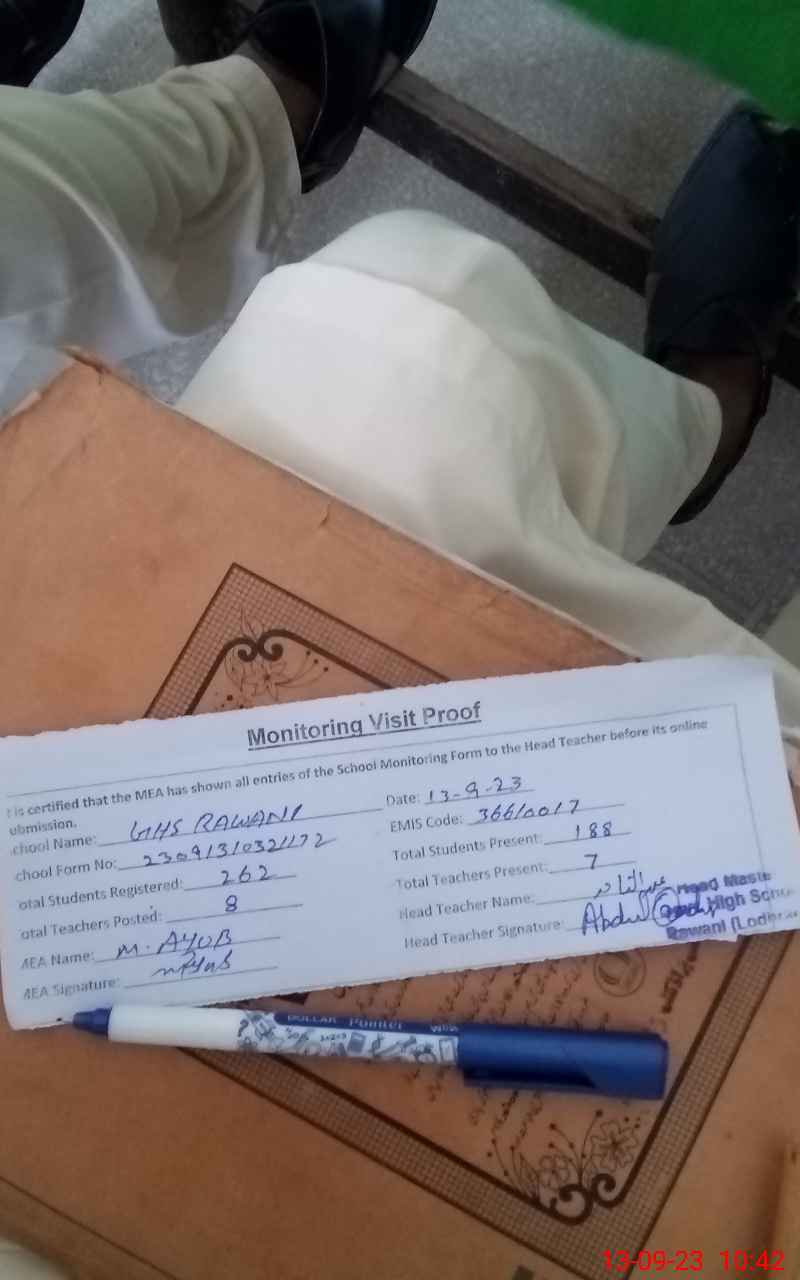 Monitoring Visit Proof
t is certified that the MEA has shown all entries of the School Monitoring Form to the Head Teacher before its online
ubmission.
Date: 13-9-23
chool Name: GHS RAWANI
EMIS Code: 36610017
chool Form No:
Total Students Present: 188
otal Students Registered: 262
Total Teachers Present: 7
otal Teachers Posted: 8
Head Teacher Name:
MEA Name: M. AYUB
Head Teacher Signature: Abdul
MEA Signature: M Ayub
Head Maste
High Scho
Rawani (Lodhran
DOLLAR Pointer
13-09-23 10:42